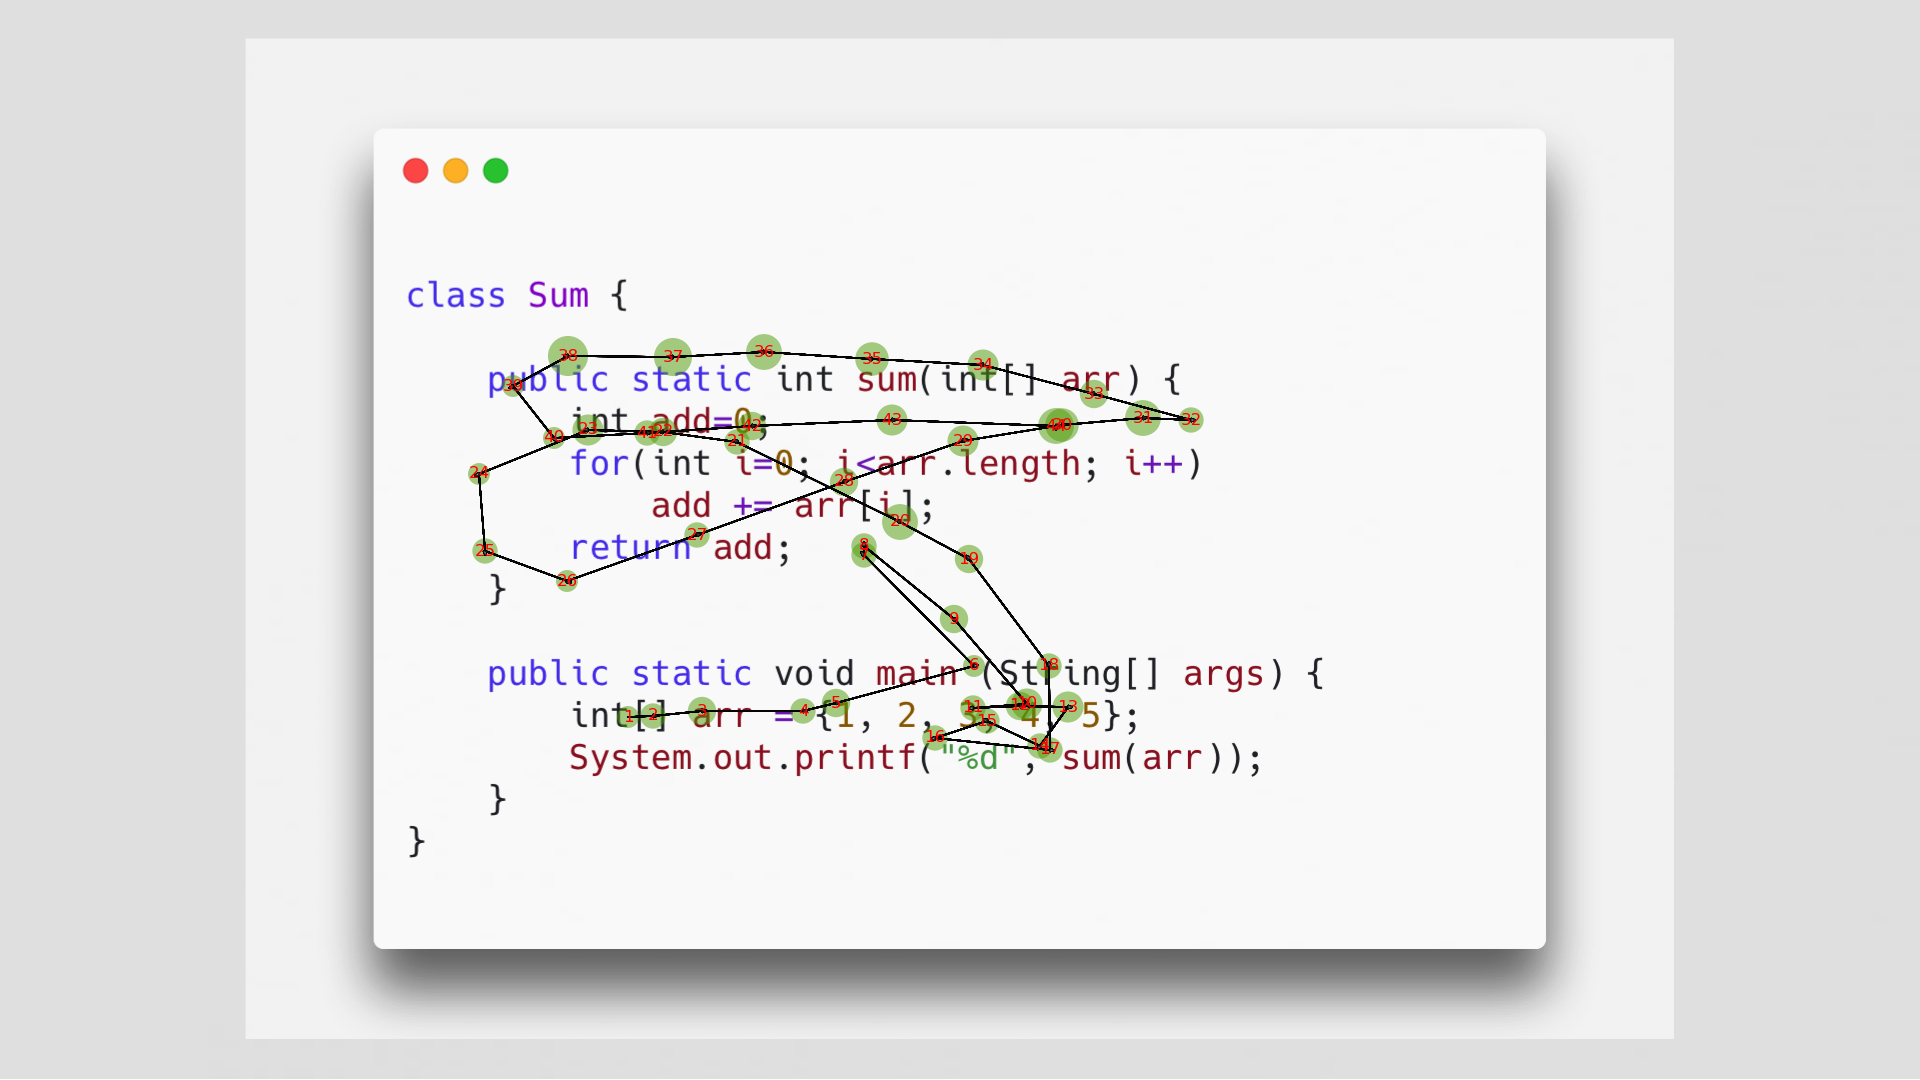 class Sum {
public static int sum(int[] arr) {
int add=0;
for(int i=0; i<arr.length; i++)
add += arr[i];
return add;
}
public static void main (String[] args) {
int[] arr = {1, 2, 3, 4, 5};
System.out.printf("%d", sum(arr));
}
}